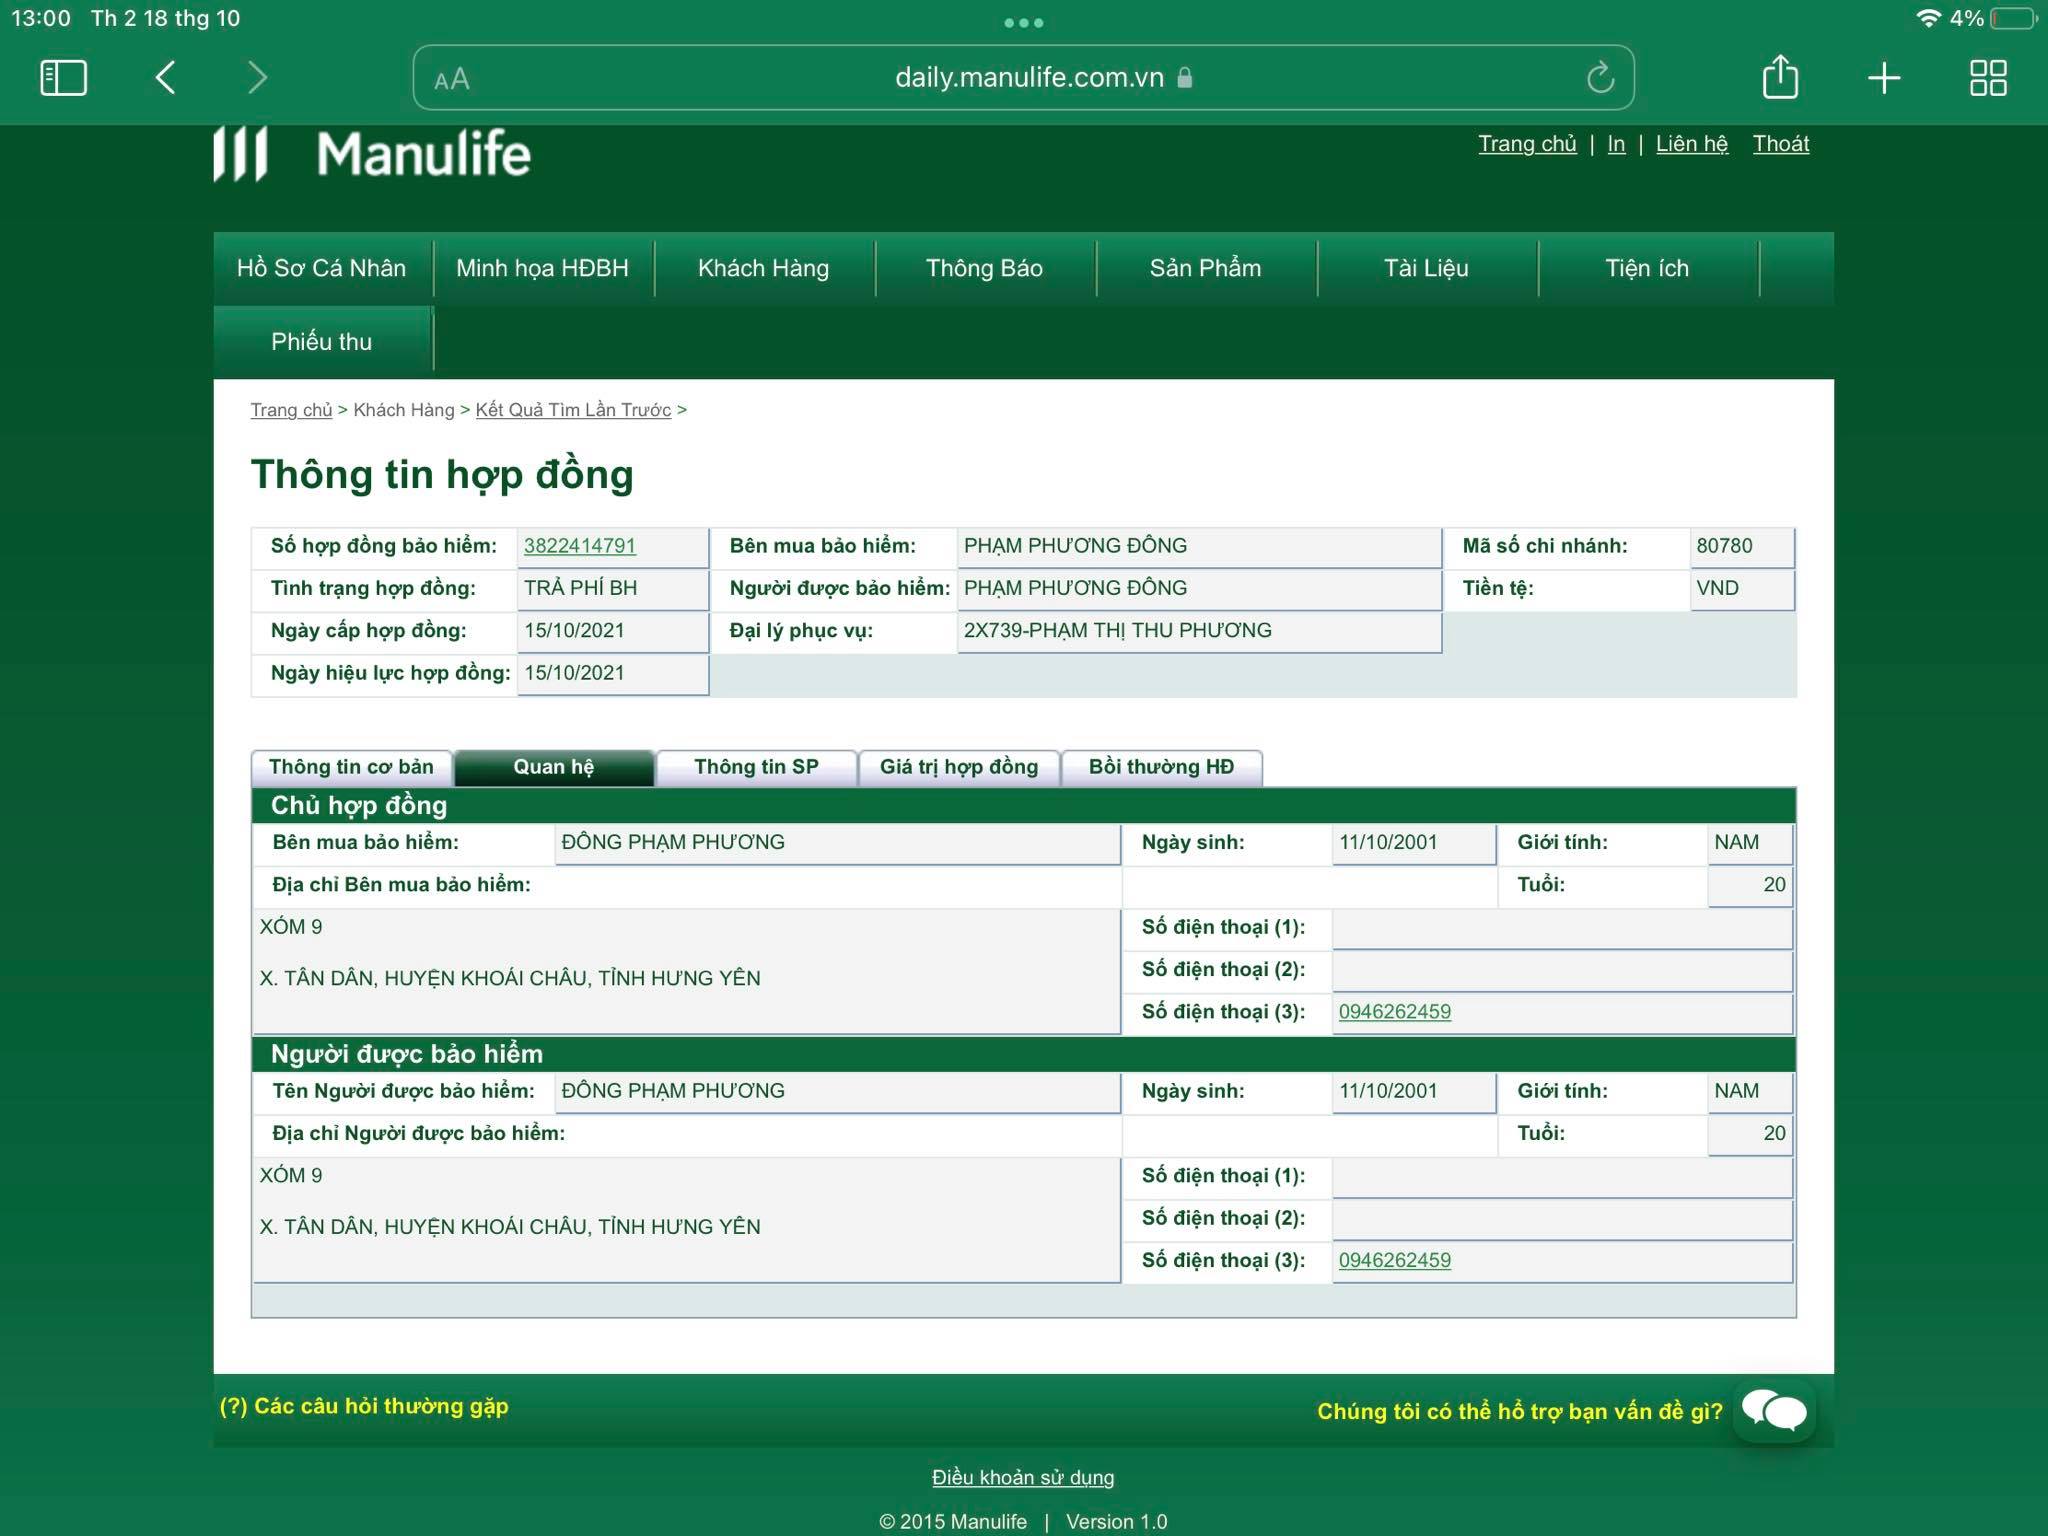 13:00 Th 2 18 thg 10
4%
AA daily.manulife.com.vn
Manulife
Trang chủ | In | Liên hệ Thoát
Hồ Sơ Cá Nhân Minh họa HĐBH Khách Hàng Thông Báo Sản Phẩm Tài Liệu Tiện ích
Phiếu thu
Trang chủ > Khách Hàng > Kết Quả Tìm Lần Trước >
Thông tin hợp đồng
Số hợp đồng bảo hiểm: 3822414791 Bên mua bảo hiểm: PHẠM PHƯƠNG ĐÔNG Mã số chi nhánh: 80780
Tình trạng hợp đồng: TRẢ PHÍ BH Người được bảo hiểm: PHẠM PHƯƠNG ĐÔNG Tiền tệ: VND
Ngày cấp hợp đồng: 15/10/2021 Đại lý phục vụ: 2X739-PHẠM THỊ THU PHƯƠNG
Ngày hiệu lực hợp đồng: 15/10/2021
Thông tin cơ bản Quan hệ Thông tin SP Giá trị hợp đồng Bồi thường HĐ
Chủ hợp đồng
Bên mua bảo hiểm: ĐÔNG PHẠM PHƯƠNG Ngày sinh: 11/10/2001 Giới tính: NAM
Địa chỉ Bên mua bảo hiểm: Tuổi: 20
XÓM 9 Số điện thoại (1):
Số điện thoại (2):
X. TÂN DÂN, HUYỆN KHOÁI CHÂU, TỈNH HƯNG YÊN
Số điện thoại (3): 0946262459
Người được bảo hiểm
Tên Người được bảo hiểm: ĐÔNG PHẠM PHƯƠNG Ngày sinh: 11/10/2001 Giới tính: NAM
Địa chỉ Người được bảo hiểm: Tuổi: 20
XÓM 9 Số điện thoại (1):
Số điện thoại (2):
X. TÂN DÂN, HUYỆN KHOÁI CHÂU, TỈNH HƯNG YÊN
Số điện thoại (3): 0946262459
(?) Các câu hỏi thường gặp
Chúng tôi có thể hổ trợ bạn vấn đề gì?
Điều khoản sử dụng
© 2015 Manulife | Version 1.0